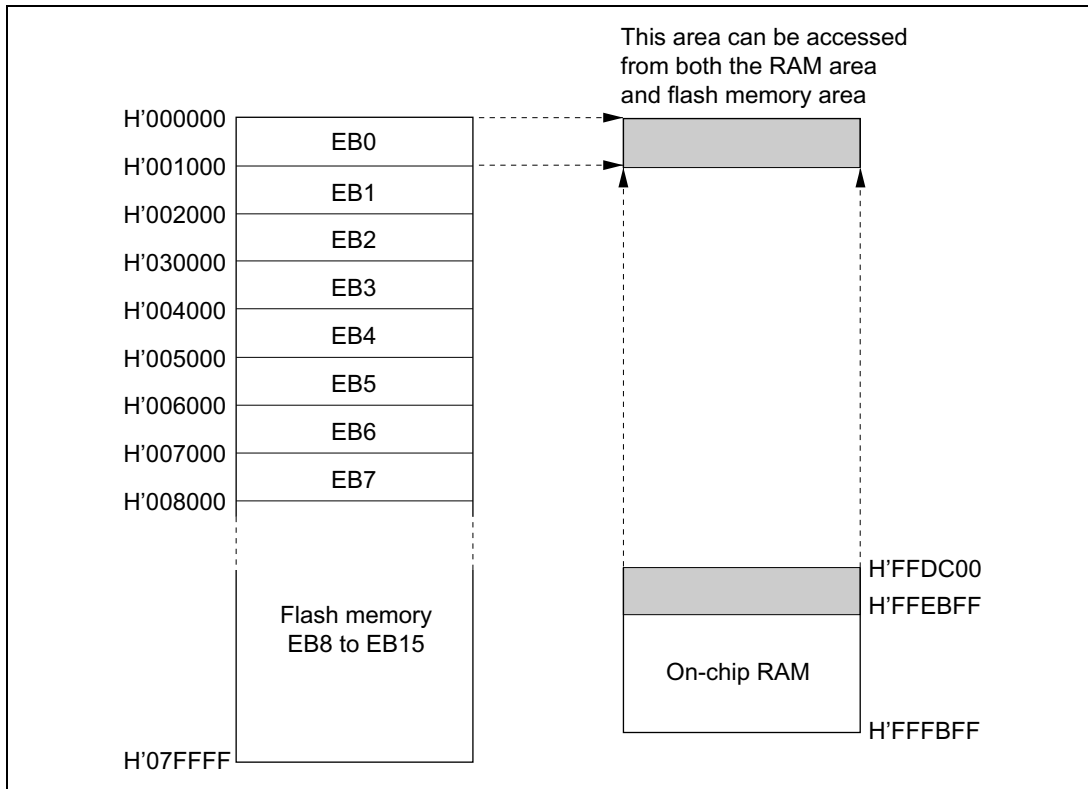 This area can be accessed
from both the RAM area
and flash memory area
H'000000
EB0
H'001000
EB1
H'002000
EB2
H'030000
EB3
H'004000
EB4
H'005000
EB5
H'006000
EB6
H'007000
EB7
H'008000
Flash memory
EB8 to EB15
H'07FFFF
H'FFDC00
H'FFEBFF
On-chip RAM
H'FFFBFF